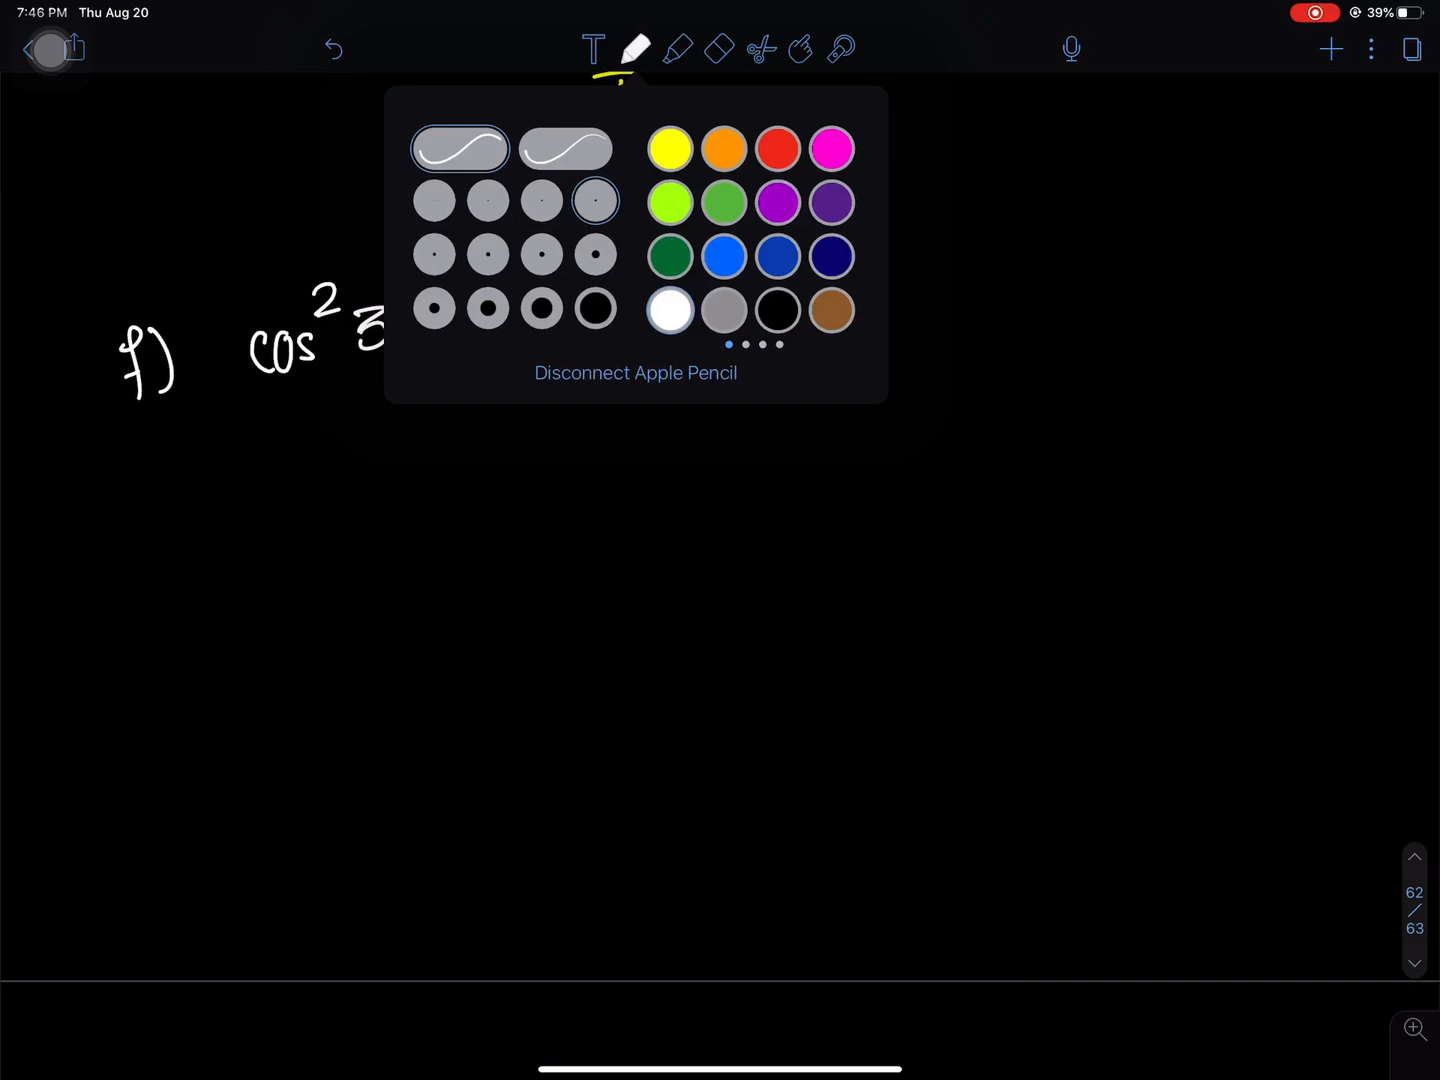 7:46 PM Thu Aug 20
39%
T
f) cos² 3
Disconnect Apple Pencil
62
/
63